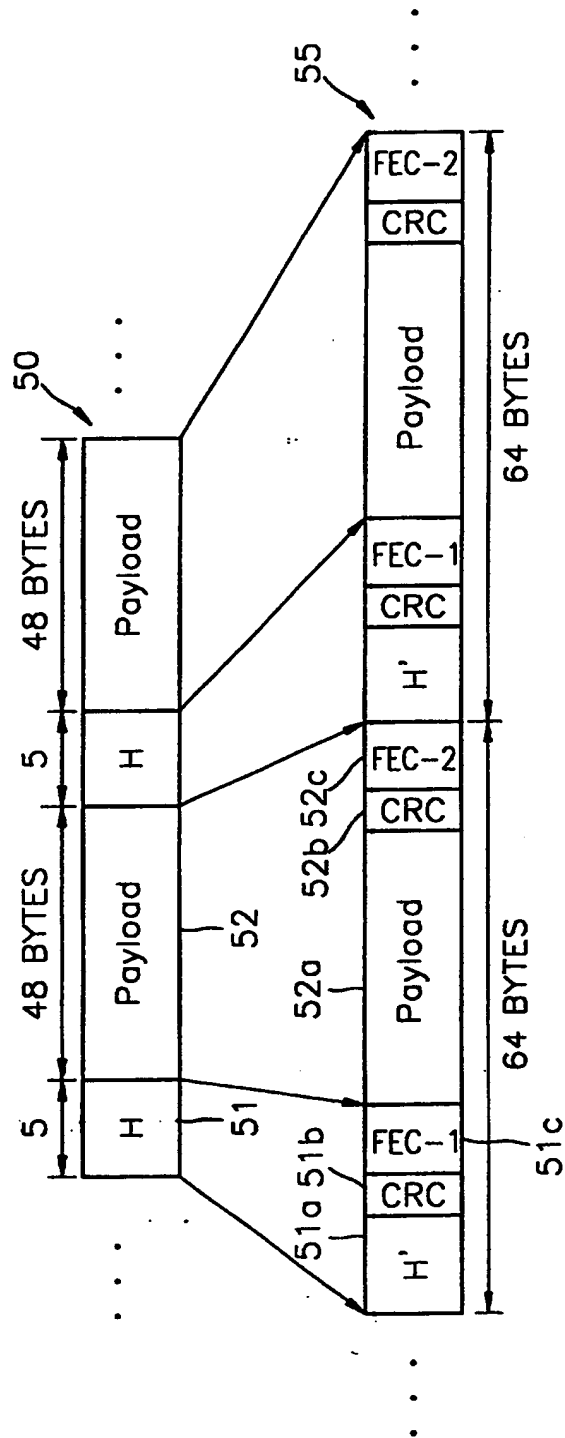 50
5 48 BYTES 5 48 BYTES
H Payload H Payload
51 52
55
51a 51b 52a 52b 52c
H' CRC FEC-1 Payload CRC FEC-2 H' CRC FEC-1 Payload CRC FEC-2
51c
64 BYTES 64 BYTES